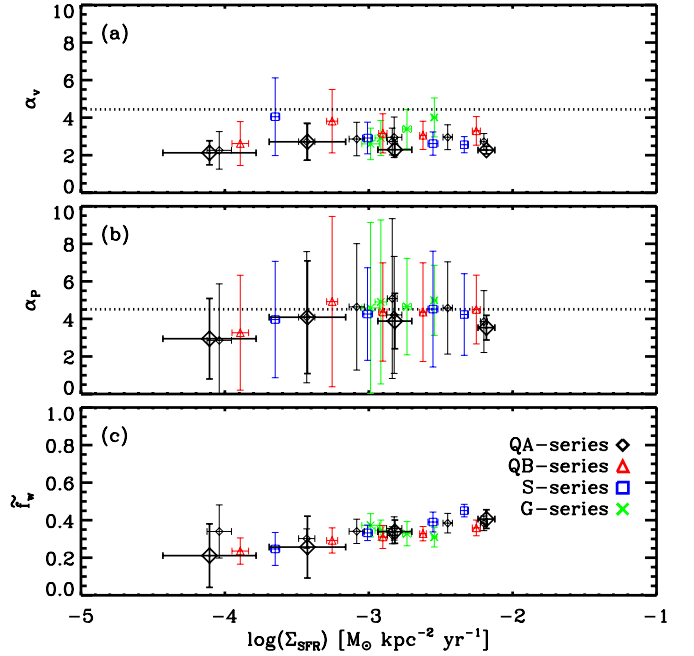 10
(a)
8
6
α_v
4
2
0
10
(b)
8
6
α_P
4
2
0
1.0
(c)
0.8
QA−series
0.6
QB−series
f̃_w
S−series
0.4
G−series
0.2
0.0
−5 −4 −3 −2 −1
log(Σ_SFR) [M_⊙ kpc⁻² yr⁻¹]